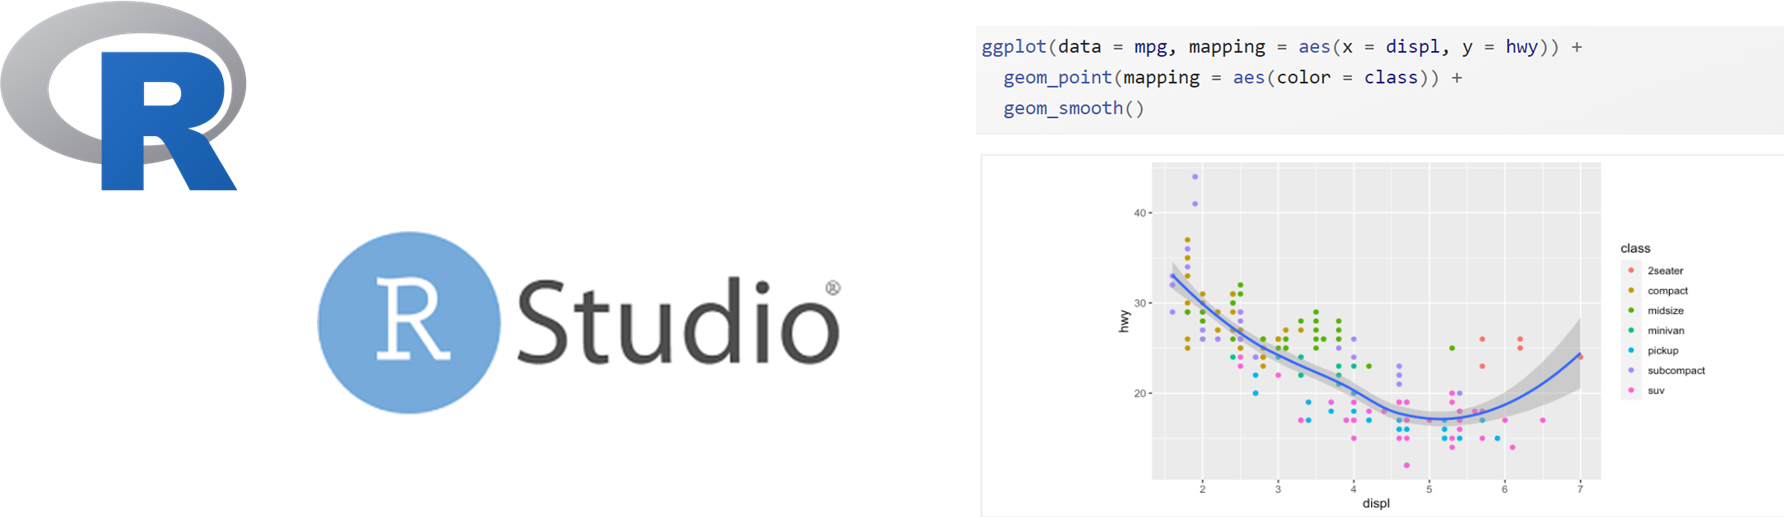 R
R Studio®
ggplot(data = mpg, mapping = aes(x = displ, y = hwy)) +
  geom_point(mapping = aes(color = class)) +
  geom_smooth()
40
30
20
hwy
2 3 4 5 6 7
displ
class
2seater
compact
midsize
minivan
pickup
subcompact
suv